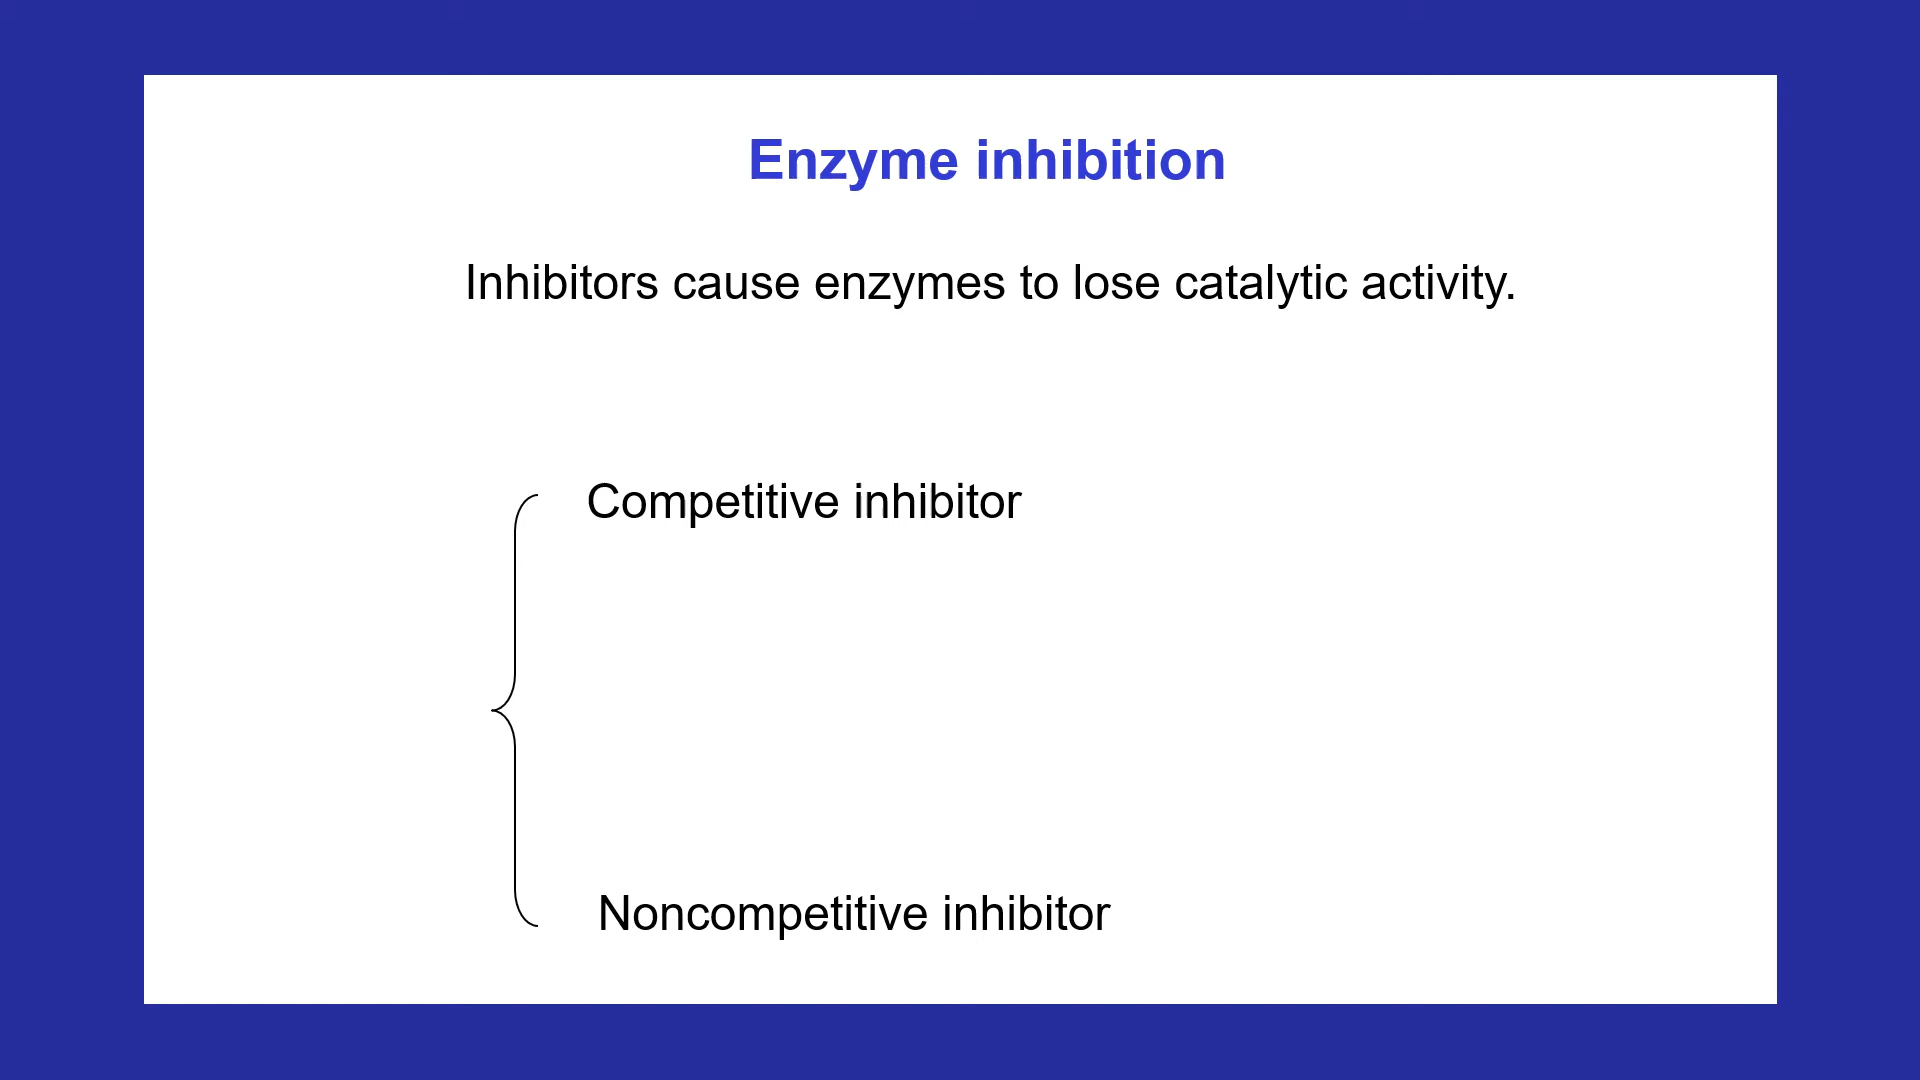 Enzyme inhibition
Inhibitors cause enzymes to lose catalytic activity.
Competitive inhibitor
Noncompetitive inhibitor